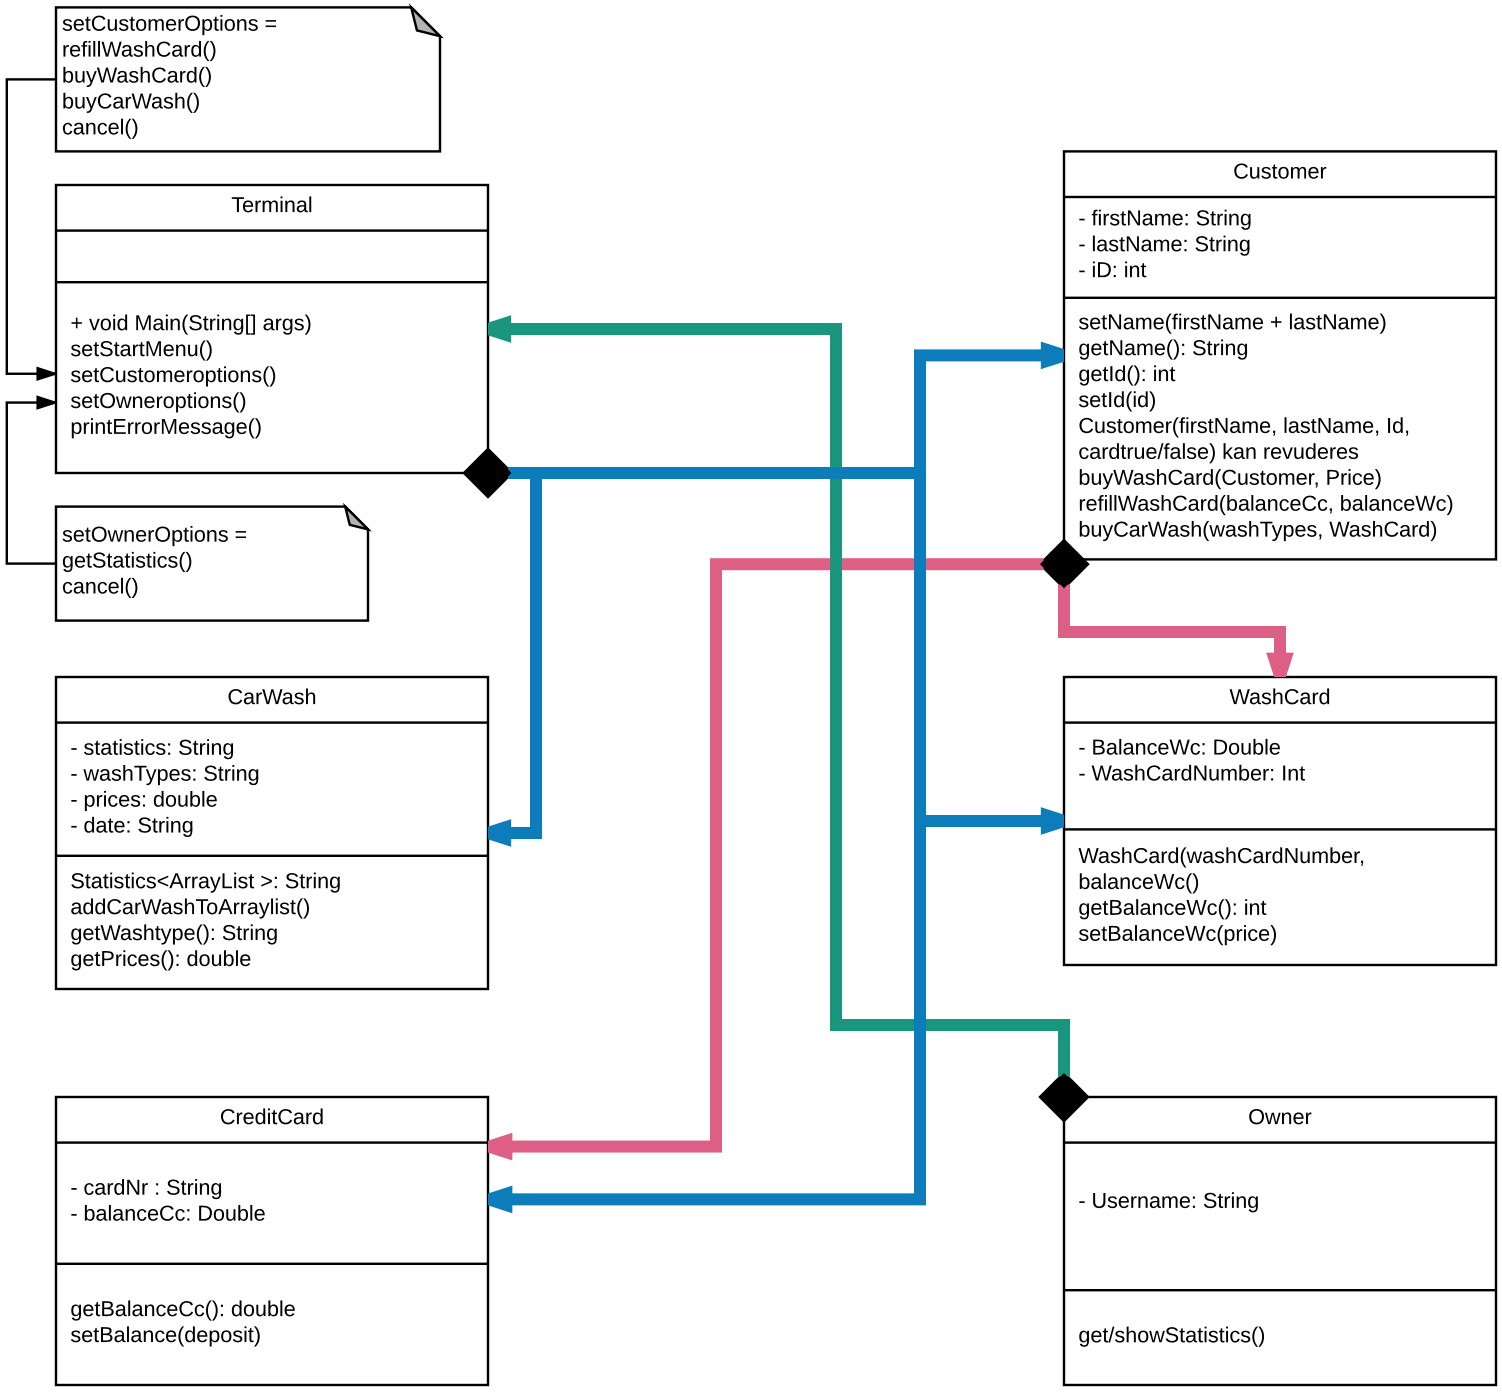 setCustomerOptions =
refillWashCard()
buyWashCard()
buyCarWash()
cancel()
Terminal
+ void Main(String[] args)
setStartMenu()
setCustomeroptions()
setOwneroptions()
printErrorMessage()
setOwnerOptions =
getStatistics()
cancel()
CarWash
- statistics: String
- washTypes: String
- prices: double
- date: String
Statistics<ArrayList >: String
addCarWashToArraylist()
getWashtype(): String
getPrices(): double
CreditCard
- cardNr : String
- balanceCc: Double
getBalanceCc(): double
setBalance(deposit)
Customer
- firstName: String
- lastName: String
- iD: int
setName(firstName + lastName)
getName(): String
getId(): int
setId(id)
Customer(firstName, lastName, Id,
cardtrue/false) kan revuderes
buyWashCard(Customer, Price)
refillWashCard(balanceCc, balanceWc)
buyCarWash(washTypes, WashCard)
WashCard
- BalanceWc: Double
- WashCardNumber: Int
WashCard(washCardNumber,
balanceWc()
getBalanceWc(): int
setBalanceWc(price)
Owner
- Username: String
get/showStatistics()